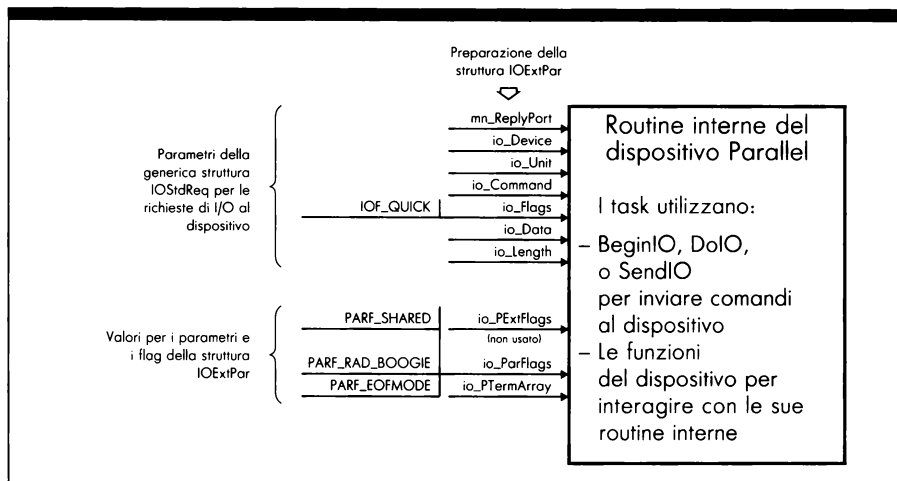 Preparazione della
struttura IOExtPar
mn_ReplyPort
io_Device
io_Unit
io_Command
IOF_QUICK
io_Flags
io_Data
io_Length
Parametri della
generica struttura
IOStdReq per le
richieste di I/O al
dispositivo
Valori per i parametri e
i flag della struttura
IOExtPar
PARF_SHARED
io_PExtFlags
(non usato)
PARF_RAD_BOOGIE
io_ParFlags
PARF_EOFMODE
io_PTermArray
Routine interne del
dispositivo Parallel
I task utilizzano:
– BeginIO, DoIO,
o SendIO
per inviare comandi
al dispositivo
– Le funzioni
del dispositivo per
interagire con le sue
routine interne